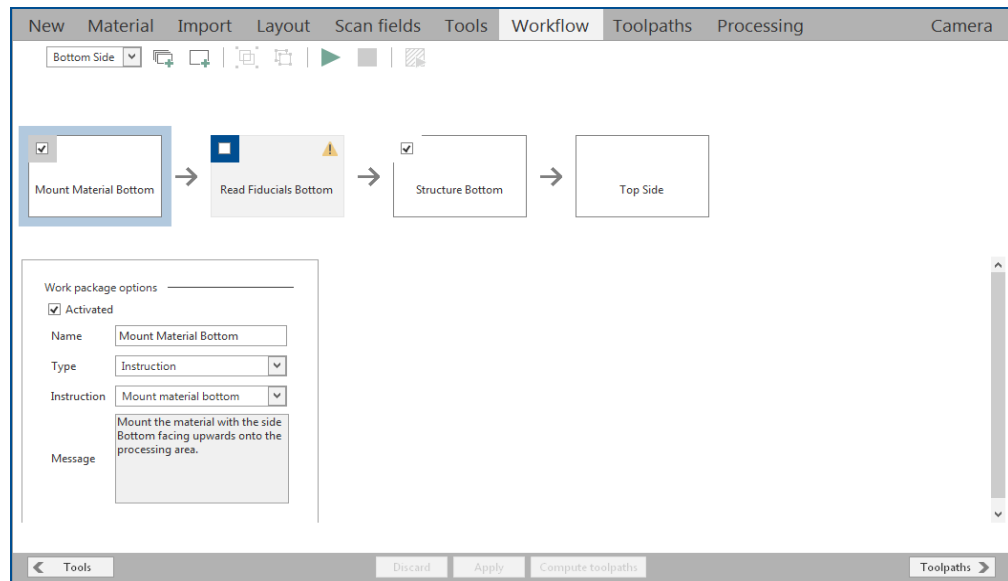 New Material Import Layout Scan fields Tools Workflow Toolpaths Processing Camera
Bottom Side
Mount Material Bottom Read Fiducials Bottom Structure Bottom Top Side
Work package options
Activated
Name Mount Material Bottom
Type Instruction
Instruction Mount material bottom
Mount the material with the side
Bottom facing upwards onto the
processing area.
Message
Tools Discard Apply Compute toolpaths Toolpaths